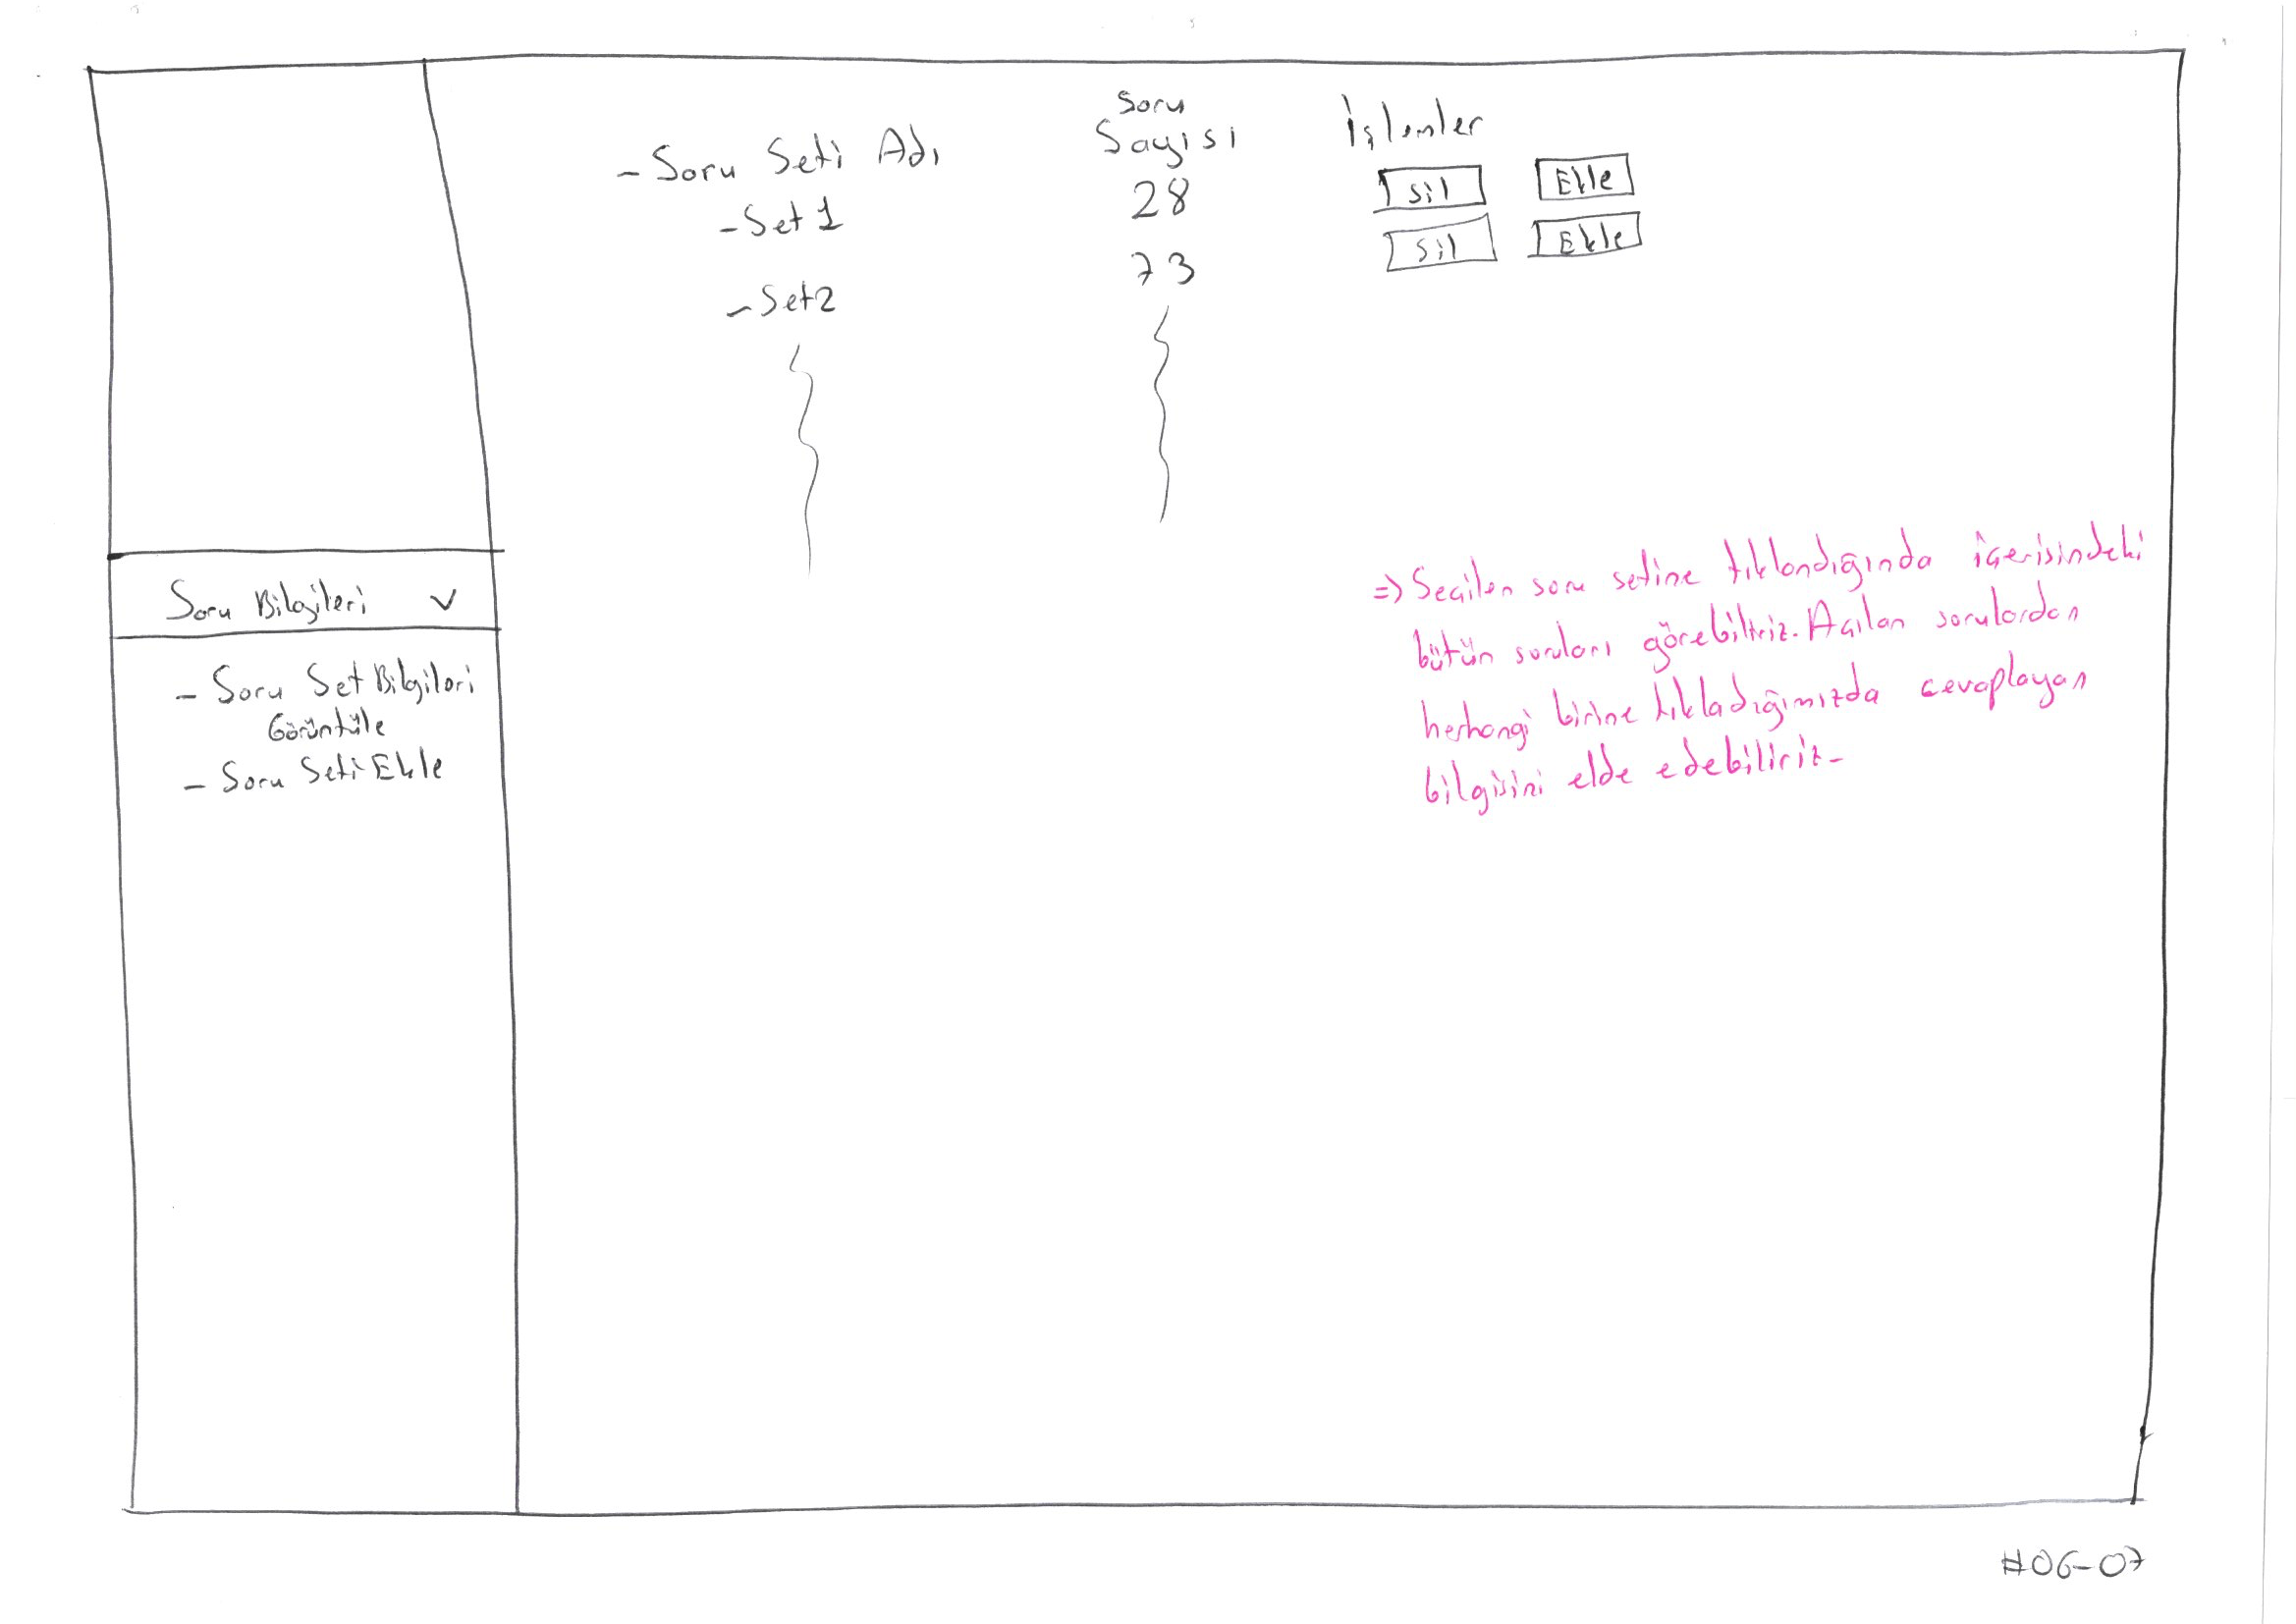 Soru Bilgileri ∨
- Soru Set Bilgileri
Görüntüle
- Soru Seti Ekle
- Soru Seti Adı
- Set 1
- Set2
Soru
Sayısı
28
73
İşlemler
Sil Ekle
Sil Ekle
=> Seçilen soru setine tıklandığında içerisindeki
bütün soruları görebiliriz. Açılan sorulardan
herhangi birine tıkladığımızda cevaplayan
bilgisini elde edebiliriz.
#06-07